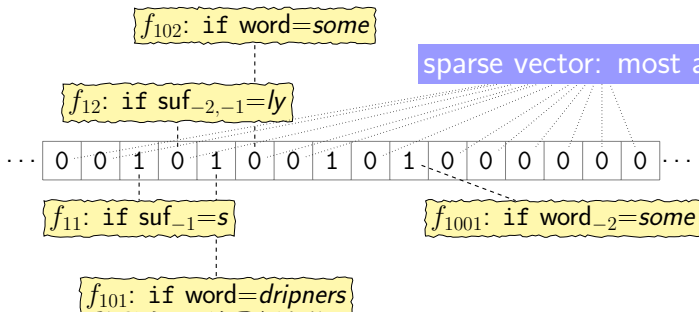 f102: if word=some
sparse vector: most a
f12: if suf−2,−1=ly
··· 0 0 1 0 1 0 0 1 0 1 0 0 0 0 0 0 ···
f11: if suf−1=s
f1001: if word−2=some
f101: if word=dripners